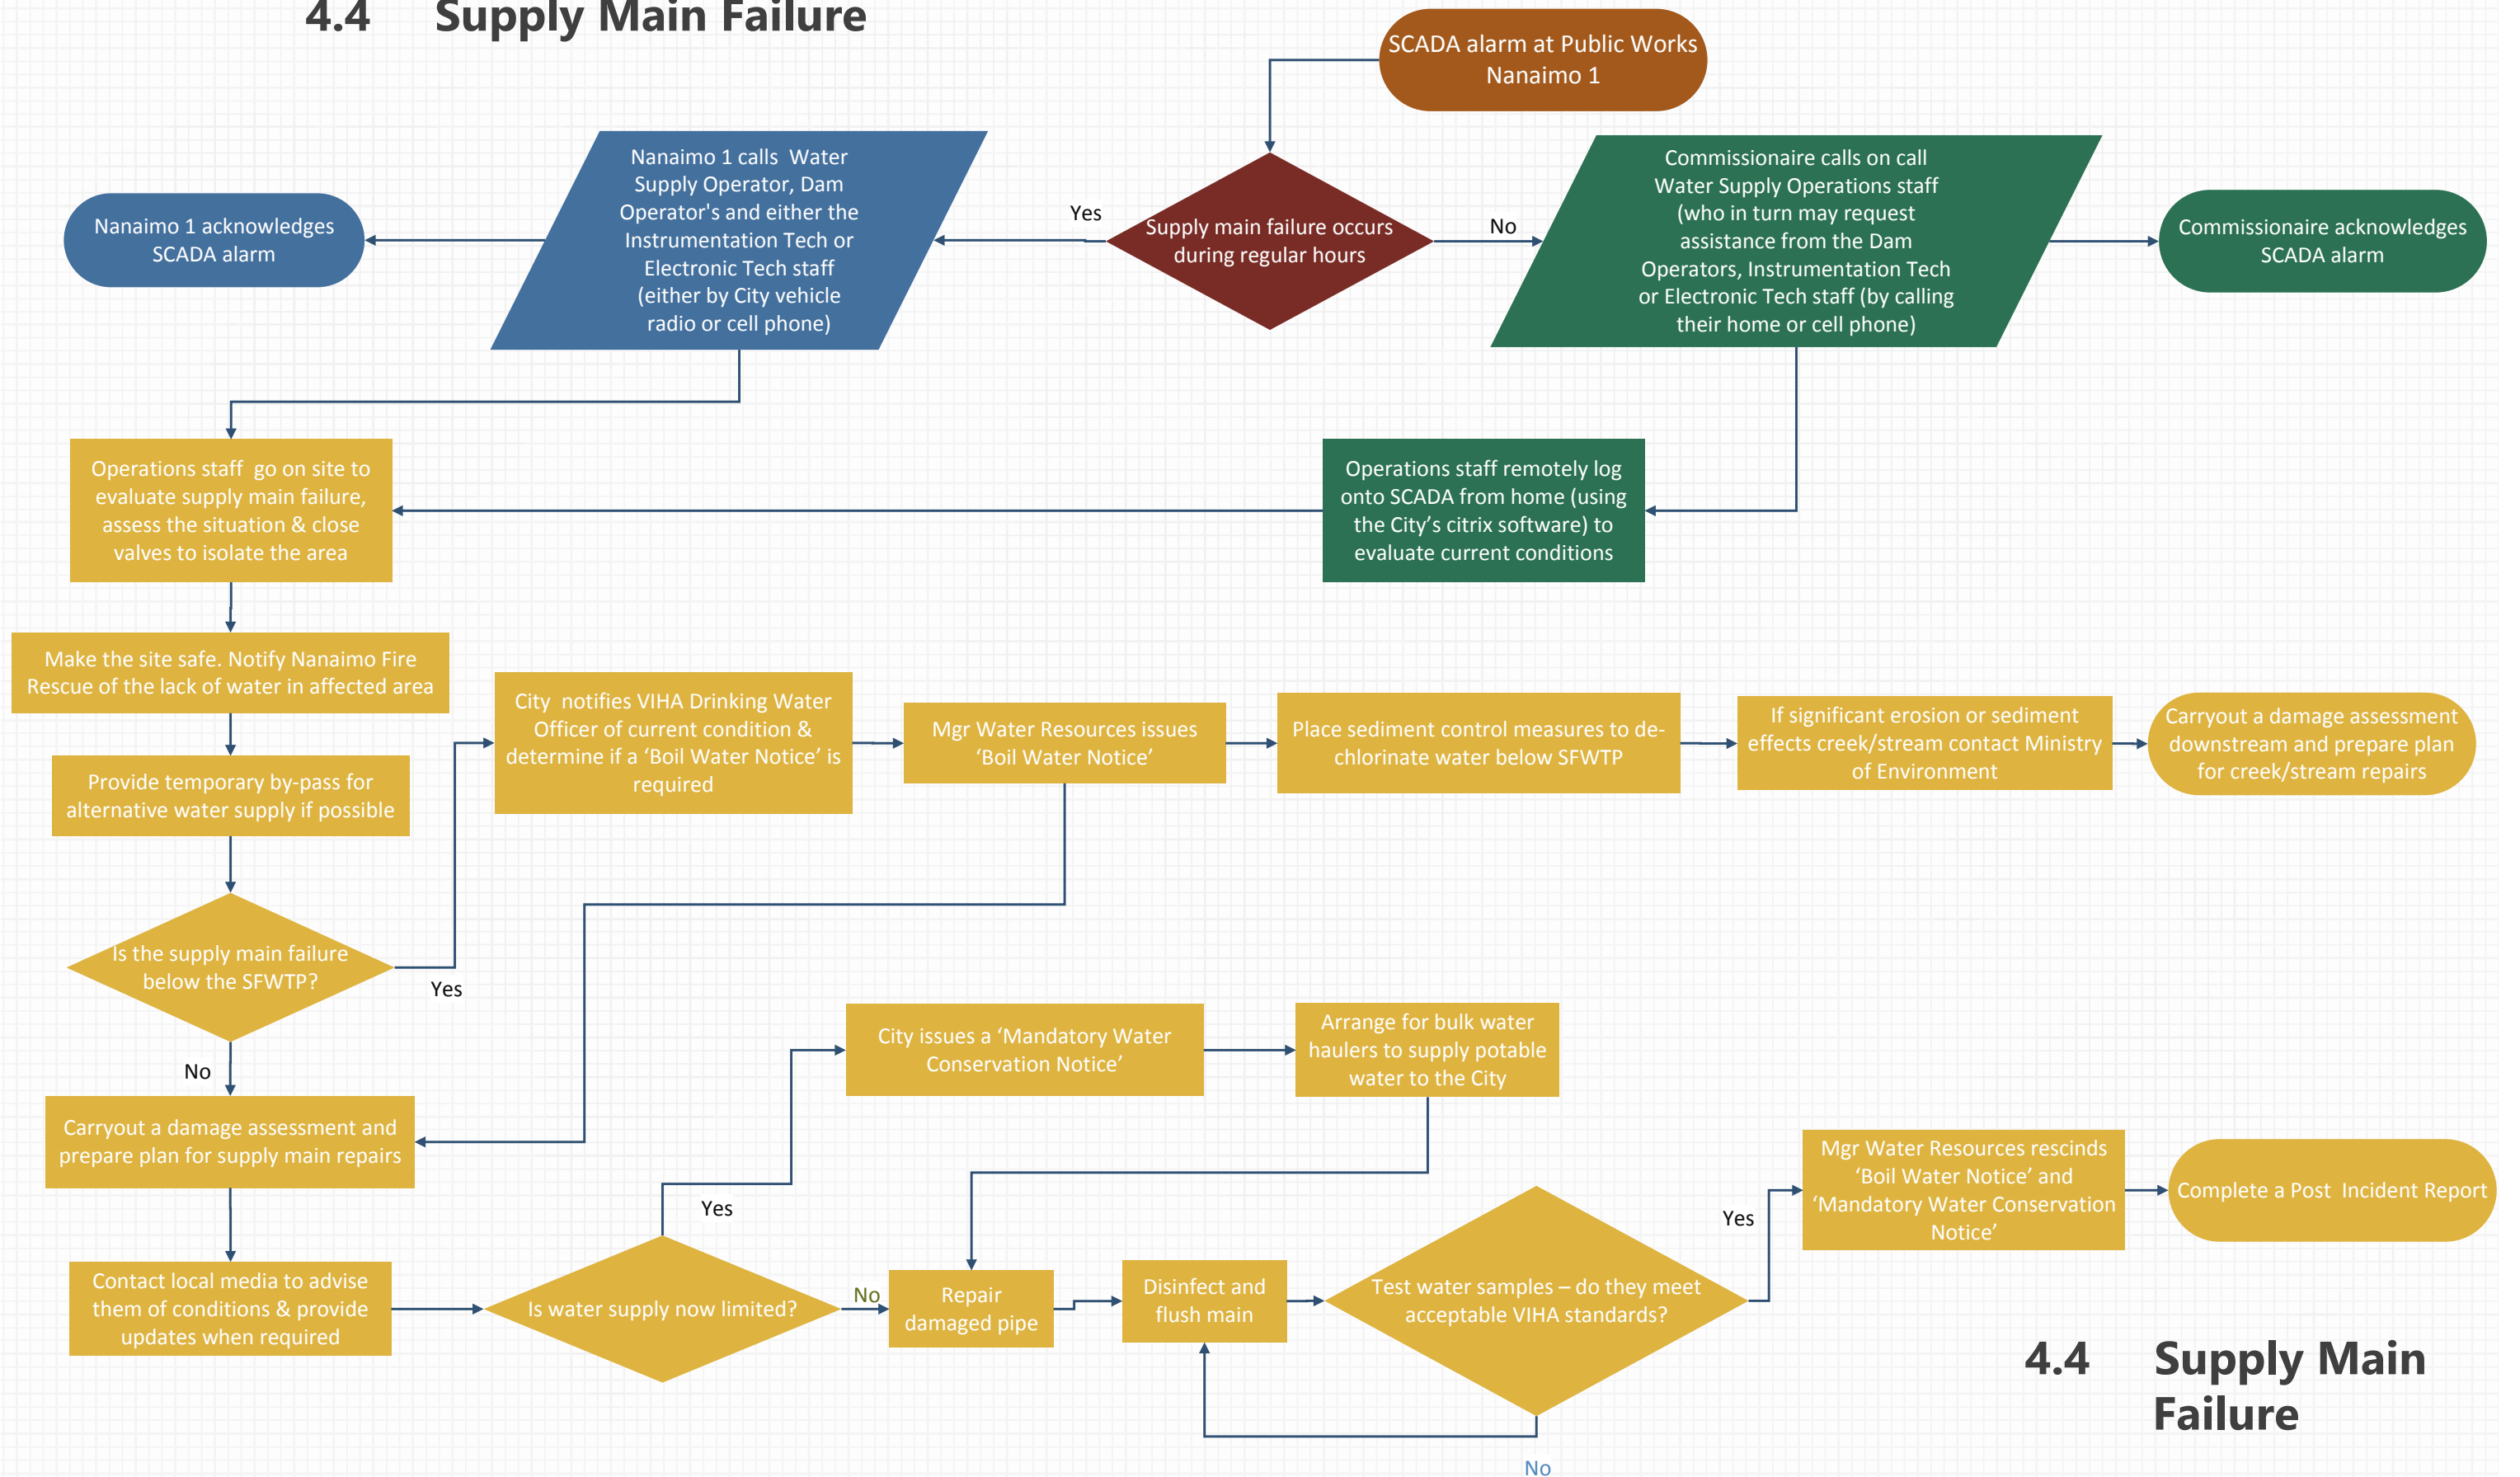 4.4 Supply Main Failure
SCADA alarm at Public Works
Nanaimo 1
Nanaimo 1 calls  Water
Supply Operator, Dam
Operator's and either the
Instrumentation Tech or
Electronic Tech staff
(either by City vehicle
radio or cell phone)
Commissionaire calls on call
Water Supply Operations staff
(who in turn may request
assistance from the Dam
Operators, Instrumentation Tech
or Electronic Tech staff (by calling
their home or cell phone)
Nanaimo 1 acknowledges
SCADA alarm
Yes
Supply main failure occurs
during regular hours
No
Commissionaire acknowledges
SCADA alarm
Operations staff  go on site to
evaluate supply main failure,
assess the situation & close
valves to isolate the area
Operations staff remotely log
onto SCADA from home (using
the City’s citrix software) to
evaluate current conditions
Make the site safe. Notify Nanaimo Fire
Rescue of the lack of water in affected area
City  notifies VIHA Drinking Water
Officer of current condition &
determine if a ‘Boil Water Notice’ is
required
Mgr Water Resources issues
‘Boil Water Notice’
Place sediment control measures to de-
chlorinate water below SFWTP
If significant erosion or sediment
effects creek/stream contact Ministry
of Environment
Carryout a damage assessment
downstream and prepare plan
for creek/stream repairs
Provide temporary by-pass for
alternative water supply if possible
Is the supply main failure
below the SFWTP?
Yes
No
City issues a ‘Mandatory Water
Conservation Notice’
Arrange for bulk water
haulers to supply potable
water to the City
Carryout a damage assessment and
prepare plan for supply main repairs
Yes
Mgr Water Resources rescinds
‘Boil Water Notice’ and
‘Mandatory Water Conservation
Notice’
Complete a Post  Incident Report
Yes
Contact local media to advise
them of conditions & provide
updates when required
Is water supply now limited?
No
Repair
damaged pipe
Disinfect and
flush main
Test water samples – do they meet
acceptable VIHA standards?
No
4.4 Supply Main
Failure